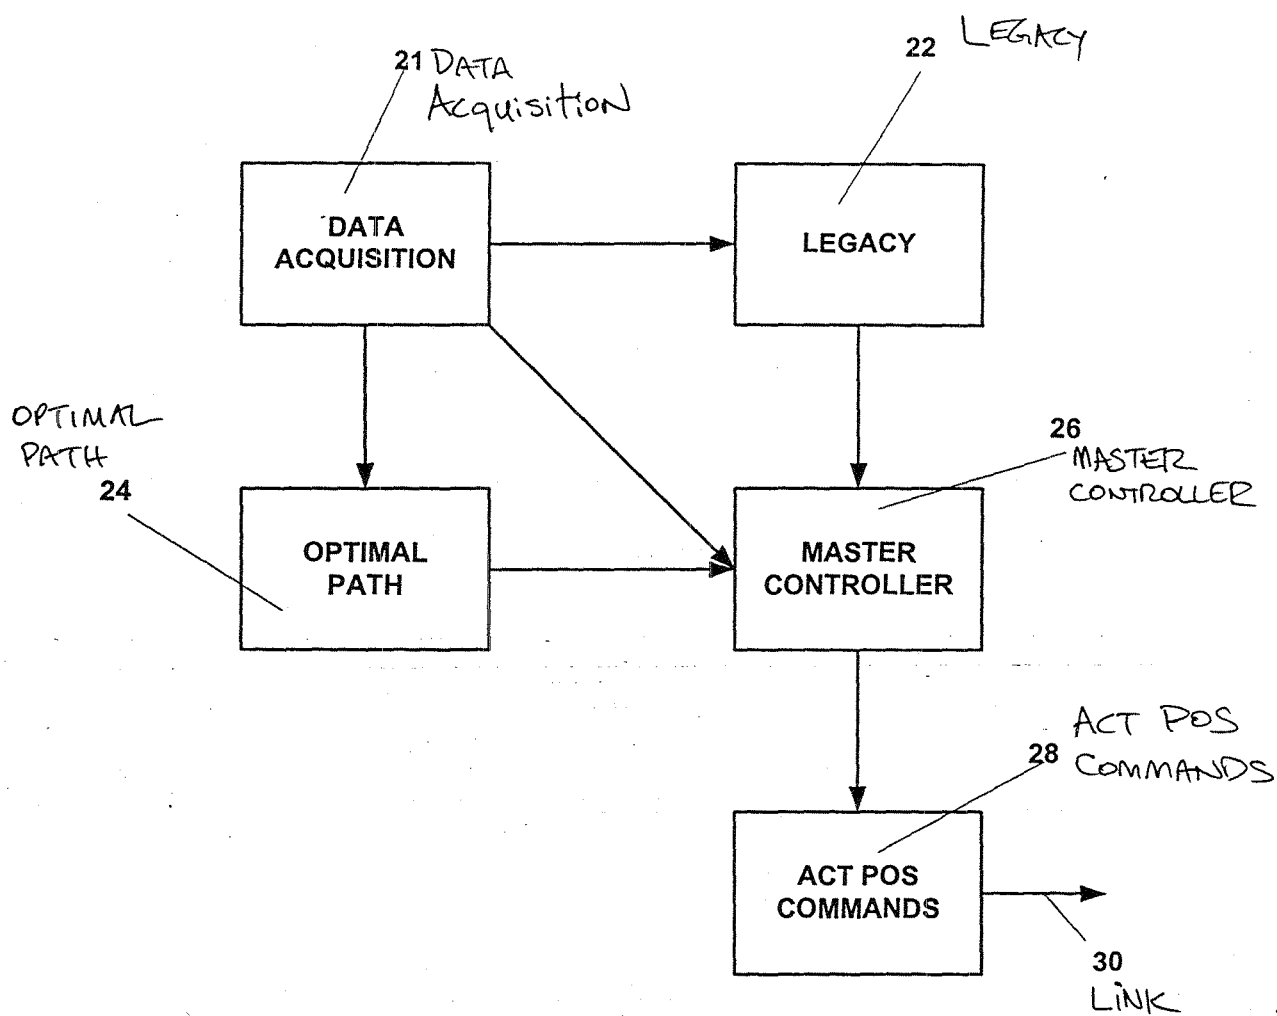 LEGACY
22
21 DATA
Acquisition
DATA
ACQUISITION
LEGACY
OPTIMAL
PATH
24
26
MASTER
CONTROLLER
OPTIMAL
PATH
MASTER
CONTROLLER
ACT POS
28 COMMANDS
ACT POS
COMMANDS
30
LINK